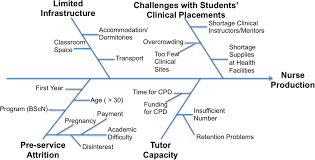 Limited
Infrastructure
Challenges with Students'
Clinical Placements
Accommodation/
Dormitories
Classroom
Space
Transport
Shortage Clinical
Instructors/Mentors
Overcrowding
Too Few
Clinical
Sites
Shortage
Supplies
at Health
Facilities
Nurse
Production
First Year
Age ( > 30)
Program (BScN)
Pregnancy
Payment
Academic
Difficulty
Disinterest
Pre-service
Attrition
Time for CPD
Funding
for CPD
Insufficient
Number
Retention Problems
Tutor
Capacity